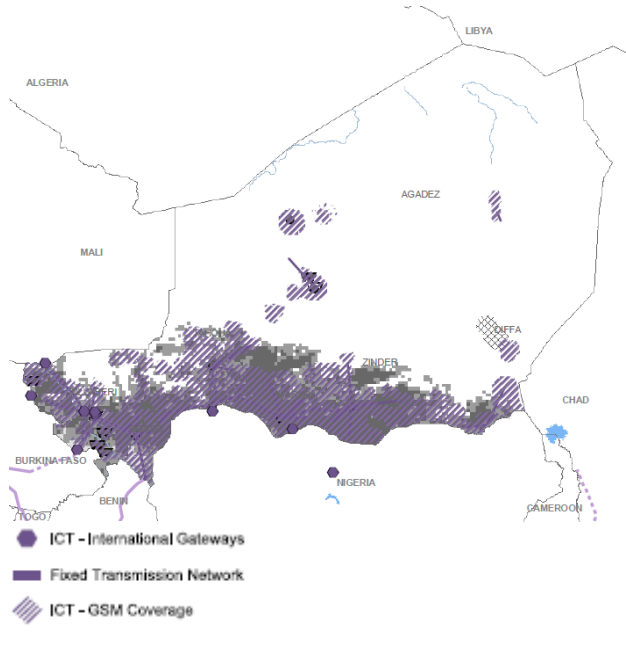 LIBYA
ALGERIA
AGADEZ
MALI
DIFFA
ZINDER
CHAD
BURKINA FASO
NIGERIA
BENIN
TOGO
CAMEROON
ICT - International Gateways
Fixed Transmission Network
ICT - GSM Coverage